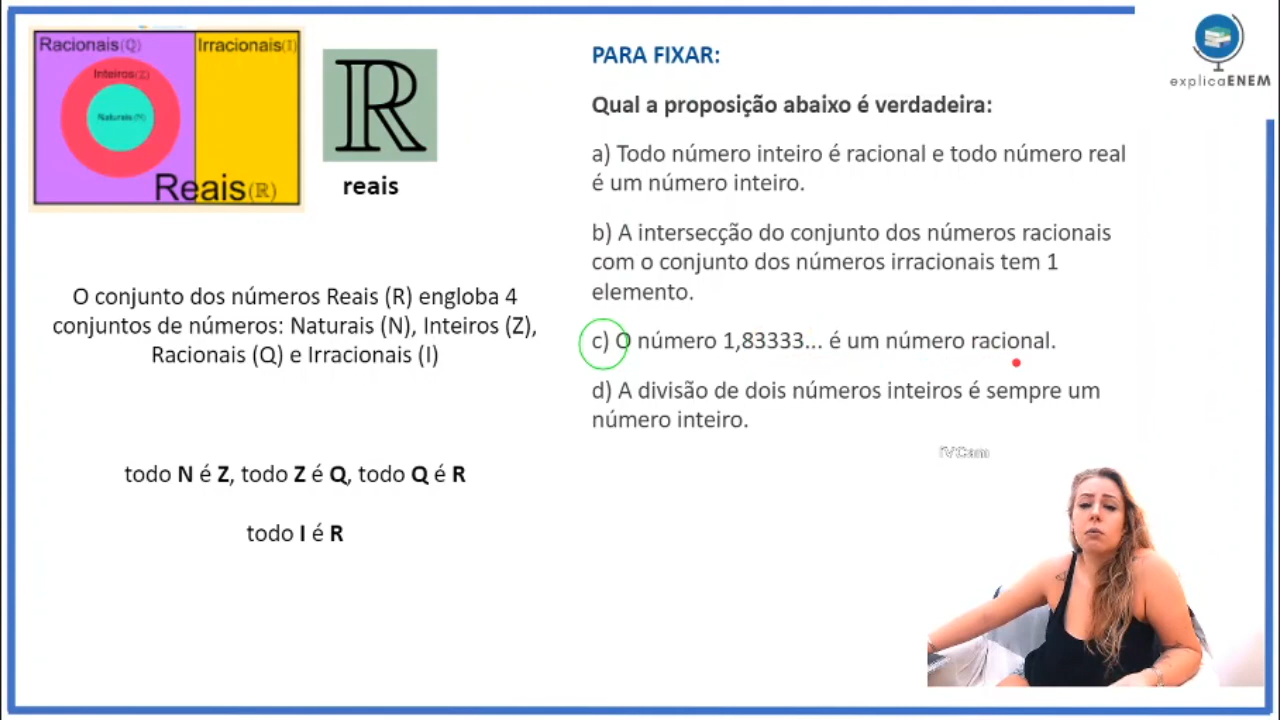 Racionais(Q)
Irracionais(I)
Inteiros(Z)
Naturais(N)
Reais(ℝ)
ℝ
reais
O conjunto dos números Reais (R) engloba 4
conjuntos de números: Naturais (N), Inteiros (Z),
Racionais (Q) e Irracionais (I)
todo N é Z, todo Z é Q, todo Q é R
todo I é R
PARA FIXAR:
Qual a proposição abaixo é verdadeira:
a) Todo número inteiro é racional e todo número real
é um número inteiro.
b) A intersecção do conjunto dos números racionais
com o conjunto dos números irracionais tem 1
elemento.
c) O número 1,83333... é um número racional.
d) A divisão de dois números inteiros é sempre um
número inteiro.
explicaENEM
iVCam